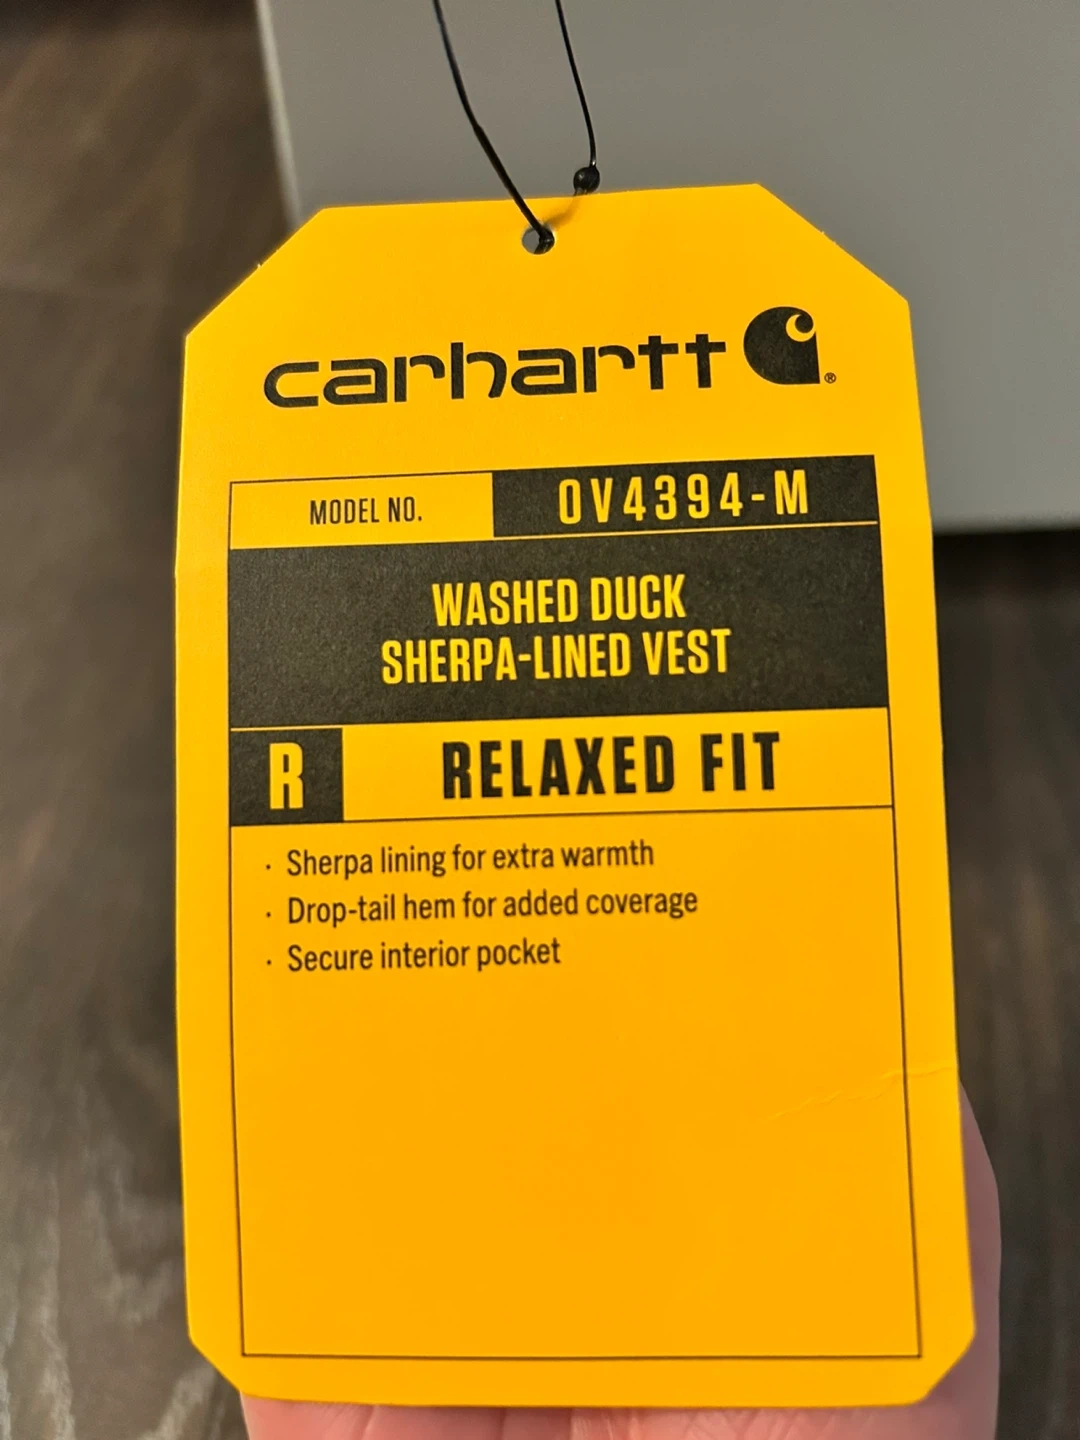 carhartt
MODEL NO.
OV4394-M
WASHED DUCK
SHERPA-LINED VEST
R
RELAXED FIT
· Sherpa lining for extra warmth
· Drop-tail hem for added coverage
· Secure interior pocket